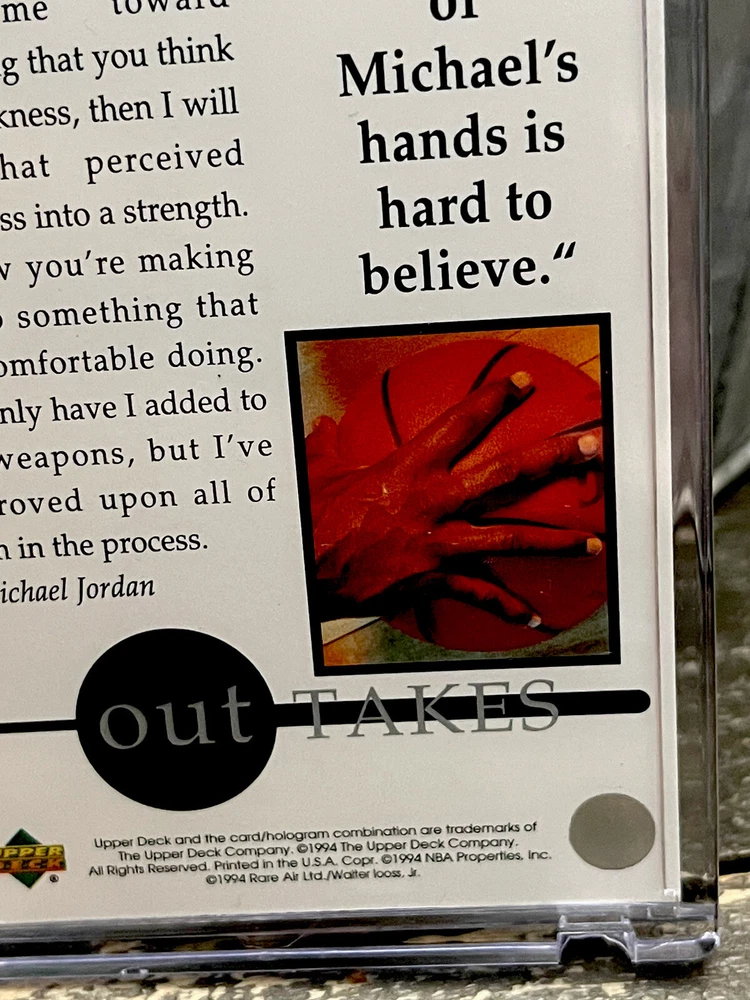 me toward
g that you think
kness, then I will
hat perceived
ss into a strength.
w you're making
o something that
omfortable doing.
nly have I added to
weapons, but I've
roved upon all of
n in the process.
ichael Jordan
of
Michael's
hands is
hard to
believe.“
out TAKES
UPPER
DECK
®
Upper Deck and the card/hologram combination are trademarks of
The Upper Deck Company. ©1994 The Upper Deck Company.
All Rights Reserved. Printed in the U.S.A. Copr. ©1994 NBA Properties, Inc.
©1994 Rare Air Ltd./Walter Iooss, Jr.